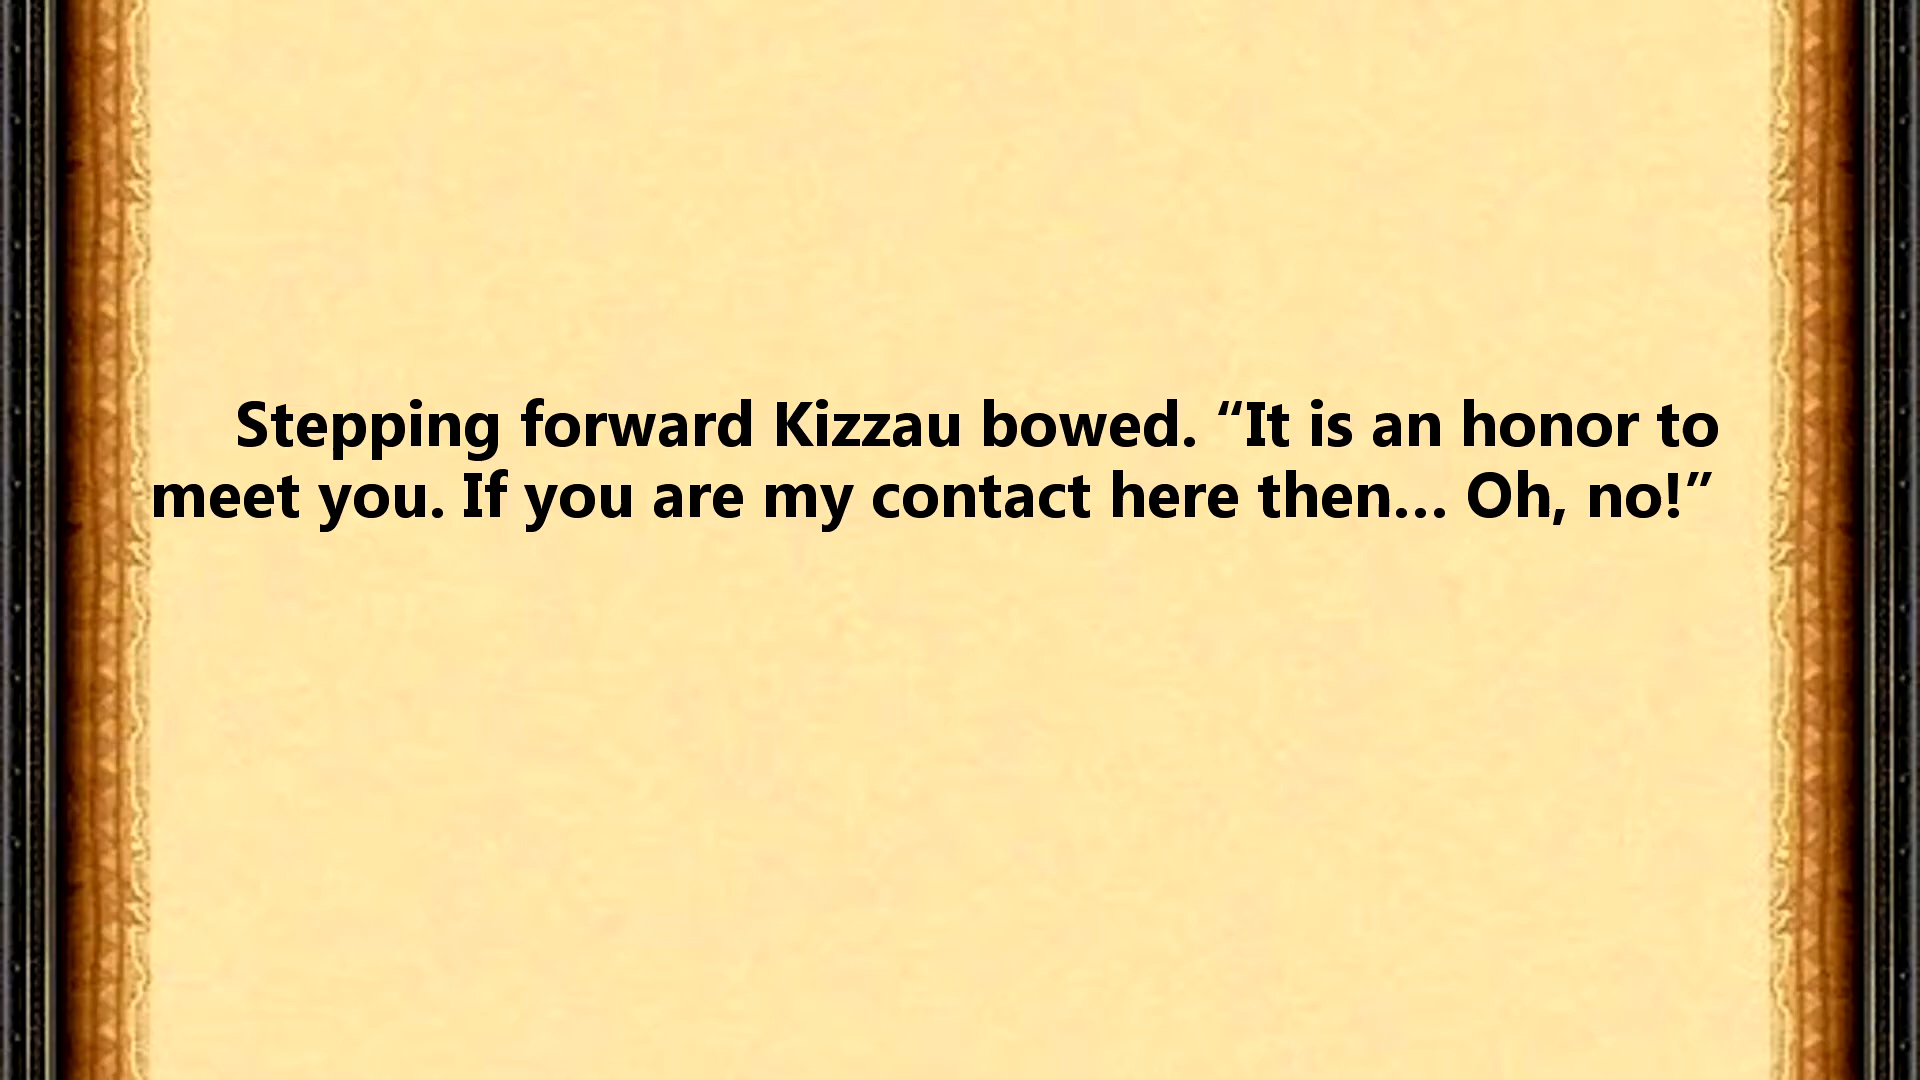 Stepping forward Kizzau bowed. “It is an honor to
meet you. If you are my contact here then… Oh, no!”